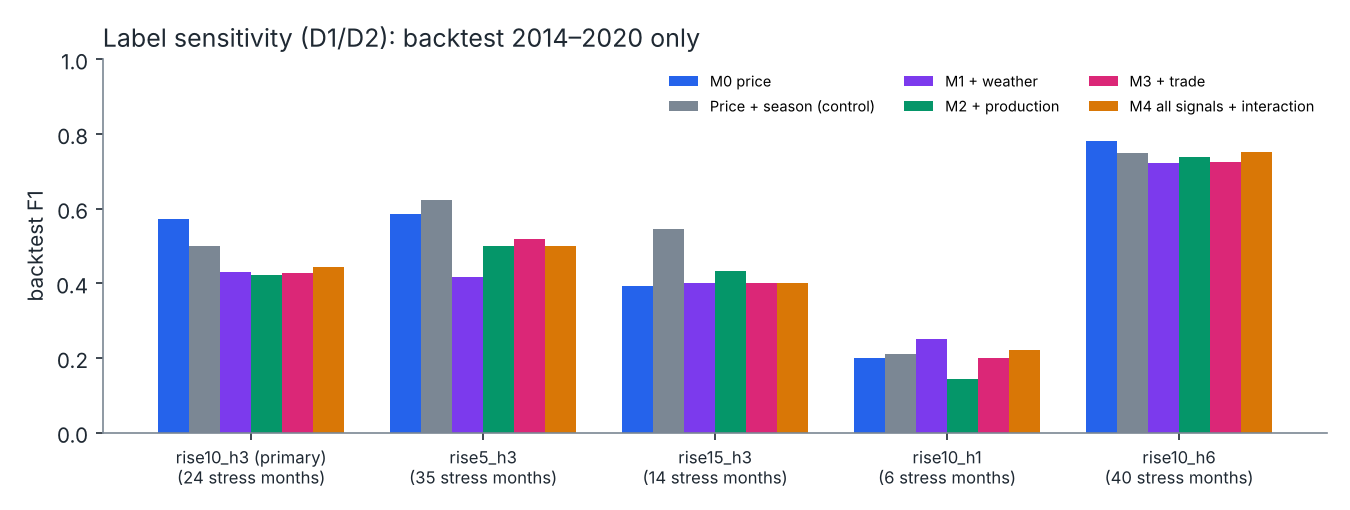 Label sensitivity (D1/D2): backtest 2014–2020 only
M0 price
Price + season (control)
M1 + weather
M2 + production
M3 + trade
M4 all signals + interaction
backtest F1
1.0
0.8
0.6
0.4
0.2
0.0
rise10_h3 (primary)
(24 stress months)
rise5_h3
(35 stress months)
rise15_h3
(14 stress months)
rise10_h1
(6 stress months)
rise10_h6
(40 stress months)